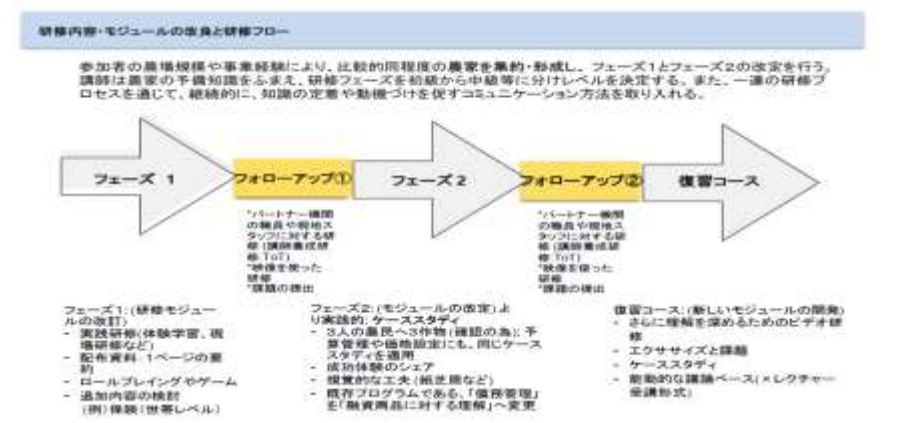 研修内容・モジュールの改良と研修フロー
参加者の農場規模や事業経験により、比較的同程度の農家を集約・形成し、フェーズ1とフェーズ2の改定を行う。
講師は農家の予備知識をふまえ、研修フェーズを初級から中級等に分けレベルを決定する。また、一連の研修プ
ロセスを通じて、継続的に、知識の定着や動機づけを促すコミュニケーション方法を取り入れる。
フェーズ 1
フォローアップ①
フェーズ 2
フォローアップ②
復習コース
*パートナー機関
の職員や現地ス
タッフに対する研
修 (講師養成研
修 ToT)
*映像を使った
研修
*課題の提出
*パートナー機関
の職員や現地ス
タッフに対する研
修 (講師養成研
修 ToT)
*映像を使った
研修
*課題の提出
フェーズ1: (研修モジュー
ルの改訂)
- 実践研修(体験学習、現
場研修など)
- 配布資料: 1ページの要
約
- ロールプレイングやゲーム
- 追加内容の検討
(例) 保険(世帯レベル)
フェーズ2: (モジュールの改定) よ
り実践的: ケーススタディ
- 3人の農民へ3作物(確認の為); 予
算管理や価格設定にも、同じケース
スタディを適用
- 成功体験のシェア
- 視覚的な工夫 (紙芝居など)
- 既存プログラムである、「債務管理」
を「融資商品に対する理解」へ変更
復習コース: (新しいモジュールの開発)
- さらに理解を深めるためのビデオ研
修
- エクササイズと課題
- ケーススタディ
- 能動的な議論ベース(×レクチャー
受講形式)